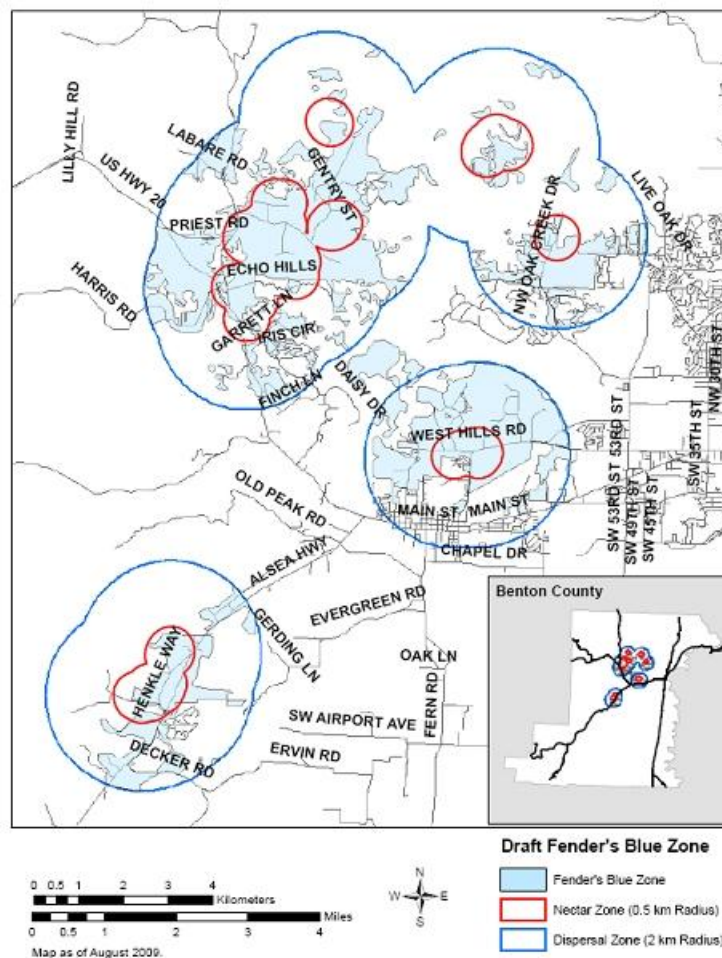 LILLY HILL RD
LABARE RD
US HWY 20
GENTRY ST
PRIEST RD
NW OAK CREEK DR
LIVE OAK DR
ECHO HILLS
HARRIS RD
GARRETT LN
IRIS CIR
FINCH LN
DAISY DR
NW 30TH ST
WEST HILLS RD
SW 53RD ST 53RD ST
SW 35TH ST
SW 49TH ST
SW 45TH ST
OLD PEAK RD
MAIN ST MAIN ST
CHAPEL DR
ALSEA HWY
EVERGREEN RD
GERDING LN
HENKLE WAY
OAK LN
FERN RD
SW AIRPORT AVE
DECKER RD
ERVIN RD
Benton County
Draft Fender's Blue Zone
Fender's Blue Zone
Nectar Zone (0.5 km Radius)
Dispersal Zone (2 km Radius)
0 0.5 1 2 3 4
Kilometers
Miles
0 0.5 1 2 3 4
N
W E
S
Map as of August 2009.